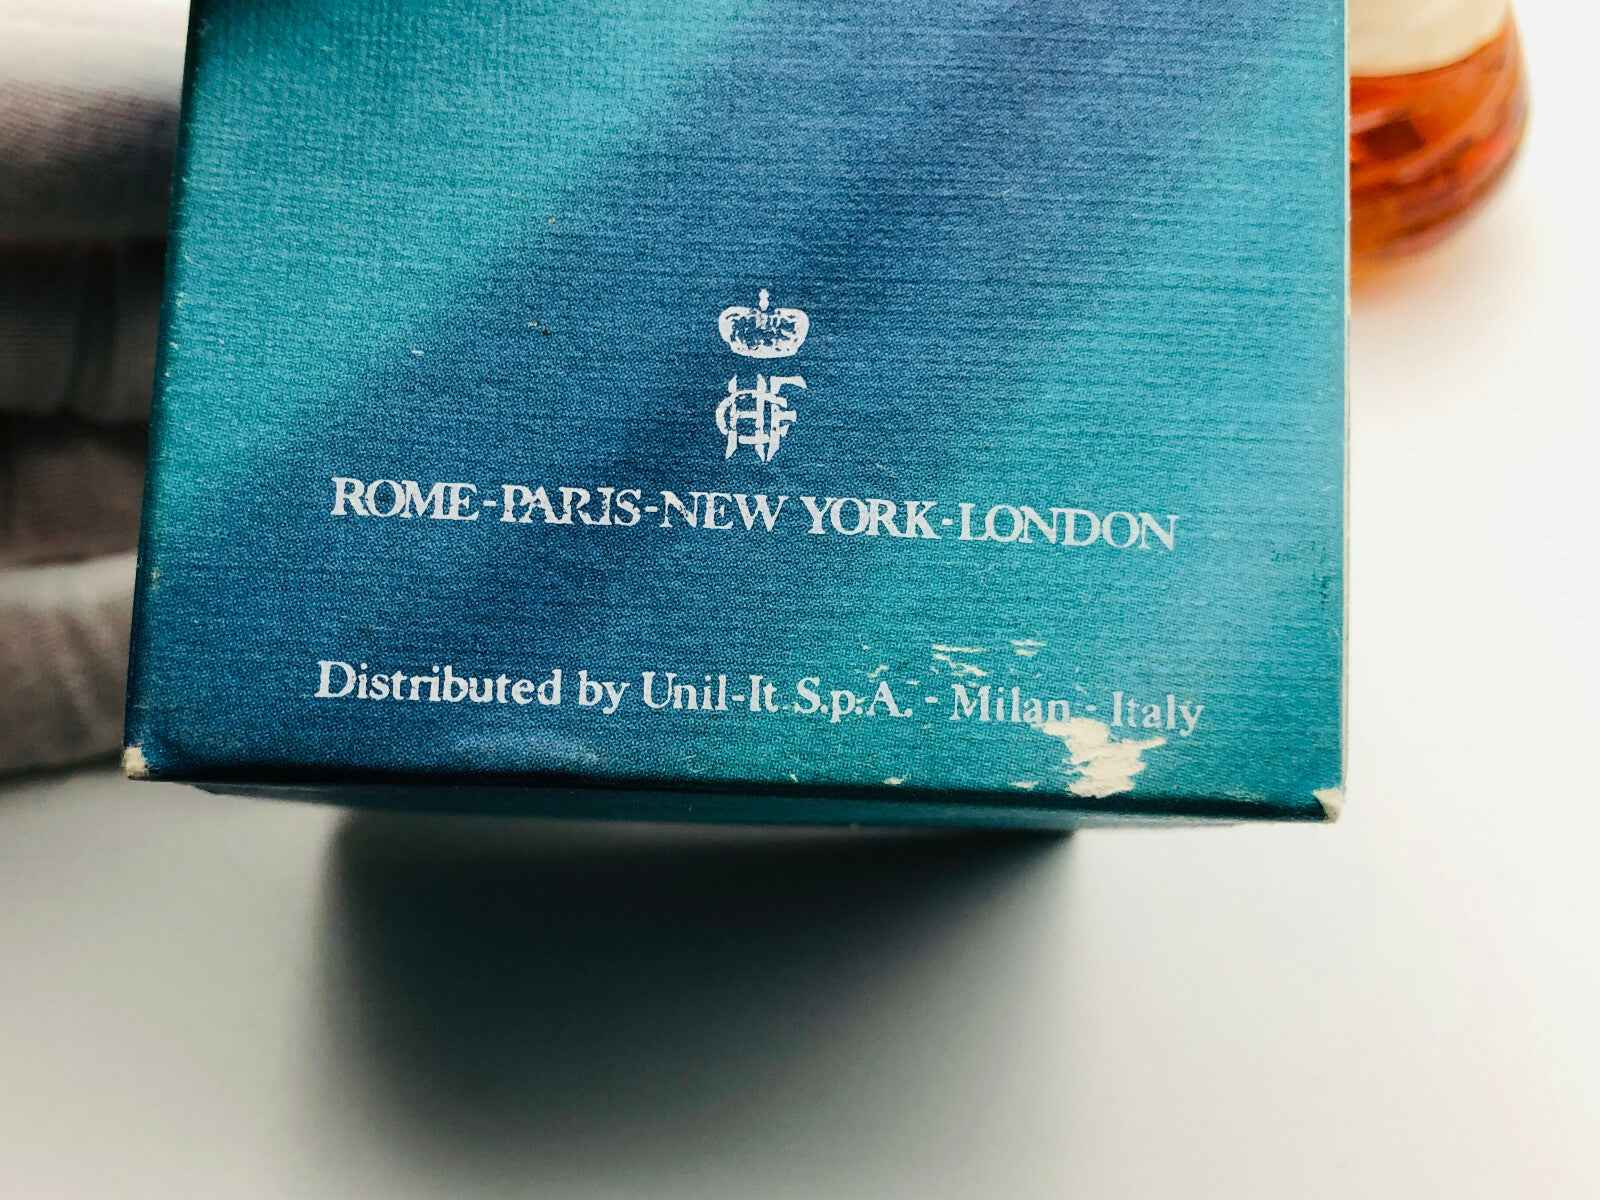 ROME-PARIS-NEW YORK-LONDON
Distributed by Unil-It S.p.A. - Milan - Italy